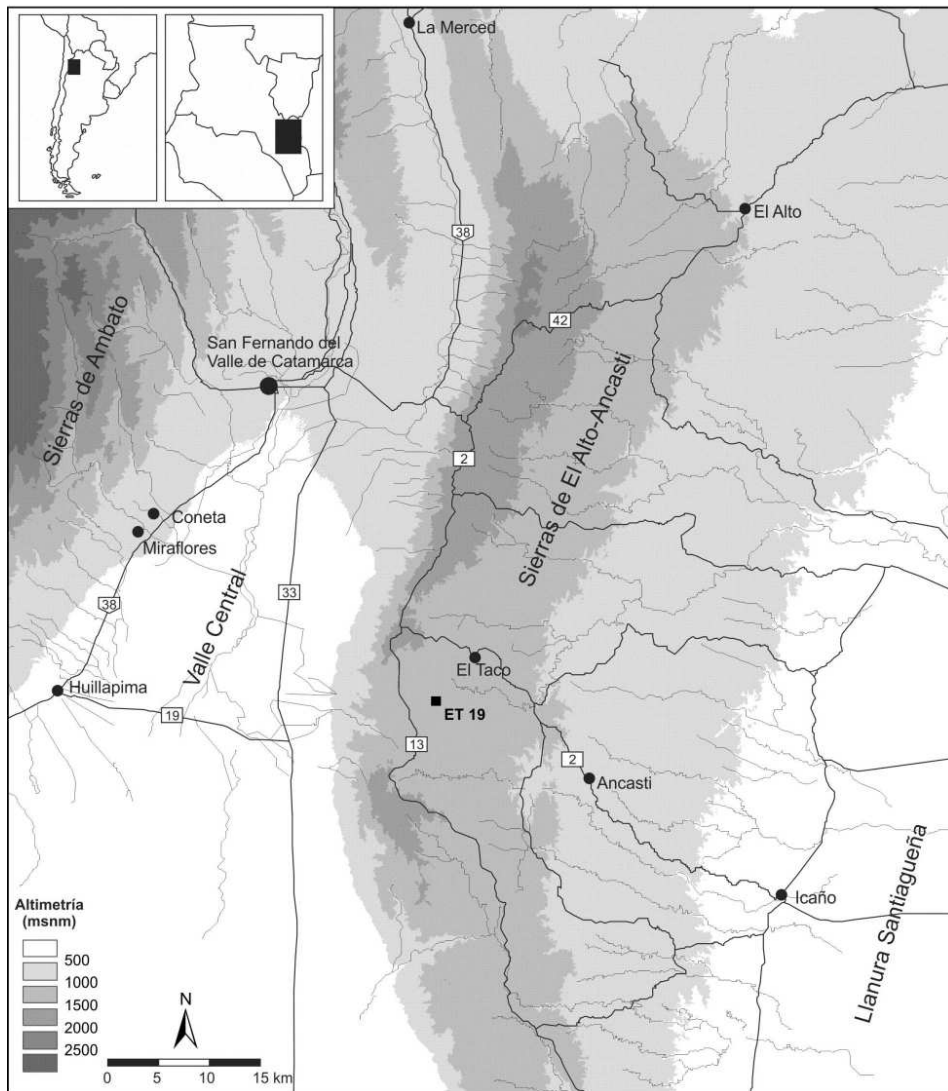 La Merced
El Alto
38
42
Sierras de Ambato
San Fernando del
Valle de Catamarca
Sierras de El Alto-Ancasti
2
Coneta
Miraflores
Valle Central
33
38
El Taco
Huillapima
ET 19
19
13
2
Ancasti
Icaño
Llanura Santiagueña
Altimetría
(msnm)
500
1000
1500
2000
2500
N
0 5 10 15 km